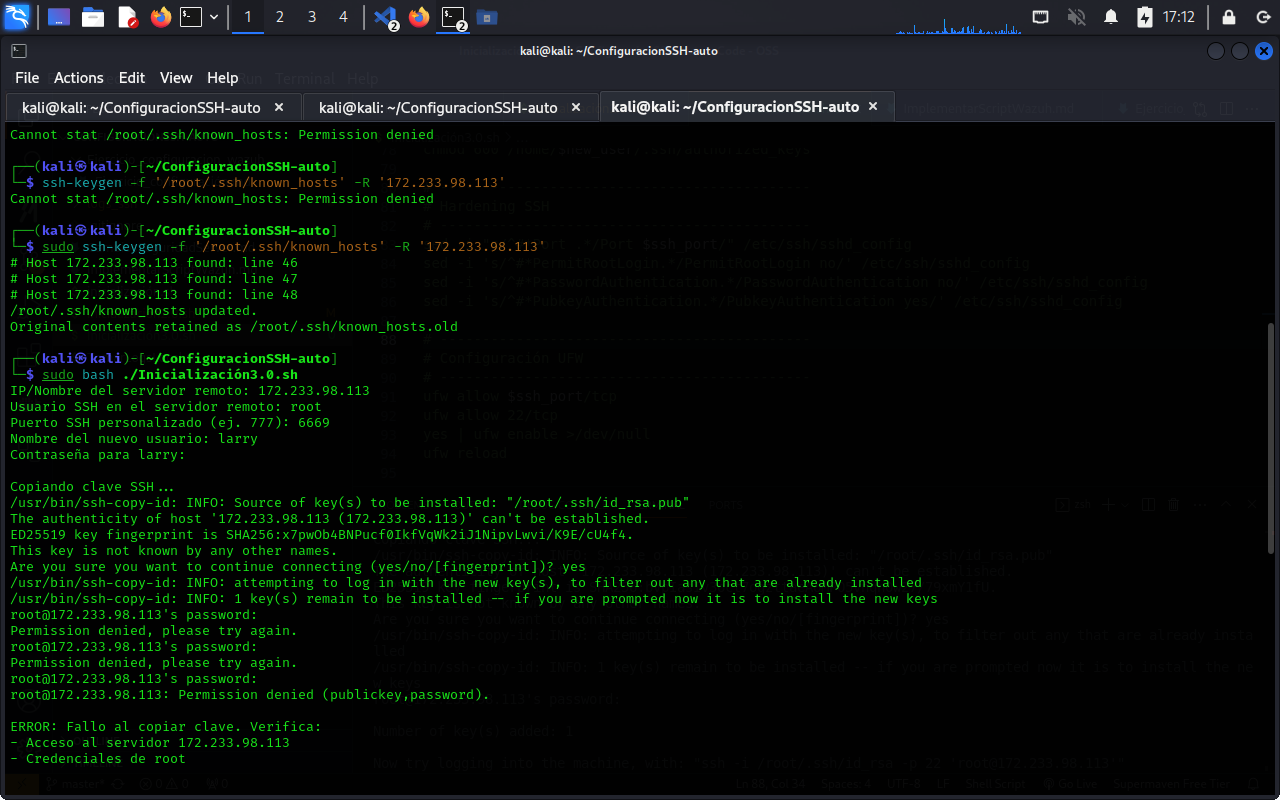 1 2 3 4 2 2 17:12
kali@kali: ~/ConfiguracionSSH-auto
File Actions Edit View Help
kali@kali: ~/ConfiguracionSSH-auto × kali@kali: ~/ConfiguracionSSH-auto × kali@kali: ~/ConfiguracionSSH-auto ×
Cannot stat /root/.ssh/known_hosts: Permission denied
┌──(kali㉿kali)-[~/ConfiguracionSSH-auto]
└─$ ssh-keygen -f '/root/.ssh/known_hosts' -R '172.233.98.113'
Cannot stat /root/.ssh/known_hosts: Permission denied
┌──(kali㉿kali)-[~/ConfiguracionSSH-auto]
└─$ sudo ssh-keygen -f '/root/.ssh/known_hosts' -R '172.233.98.113'
# Host 172.233.98.113 found: line 46
# Host 172.233.98.113 found: line 47
# Host 172.233.98.113 found: line 48
/root/.ssh/known_hosts updated.
Original contents retained as /root/.ssh/known_hosts.old
┌──(kali㉿kali)-[~/ConfiguracionSSH-auto]
└─$ sudo bash ./Inicialización3.0.sh
IP/Nombre del servidor remoto: 172.233.98.113
Usuario SSH en el servidor remoto: root
Puerto SSH personalizado (ej. 777): 6669
Nombre del nuevo usuario: larry
Contraseña para larry:
Copiando clave SSH...
/usr/bin/ssh-copy-id: INFO: Source of key(s) to be installed: "/root/.ssh/id_rsa.pub"
The authenticity of host '172.233.98.113 (172.233.98.113)' can't be established.
ED25519 key fingerprint is SHA256:x7pwOb4BNPucf0IkfVqWk2iJ1NipvLwvi/K9E/cU4f4.
This key is not known by any other names.
Are you sure you want to continue connecting (yes/no/[fingerprint])? yes
/usr/bin/ssh-copy-id: INFO: attempting to log in with the new key(s), to filter out any that are already installed
/usr/bin/ssh-copy-id: INFO: 1 key(s) remain to be installed -- if you are prompted now it is to install the new keys
root@172.233.98.113's password:
Permission denied, please try again.
root@172.233.98.113's password:
Permission denied, please try again.
root@172.233.98.113's password:
root@172.233.98.113: Permission denied (publickey,password).
ERROR: Fallo al copiar clave. Verifica:
- Acceso al servidor 172.233.98.113
- Credenciales de root